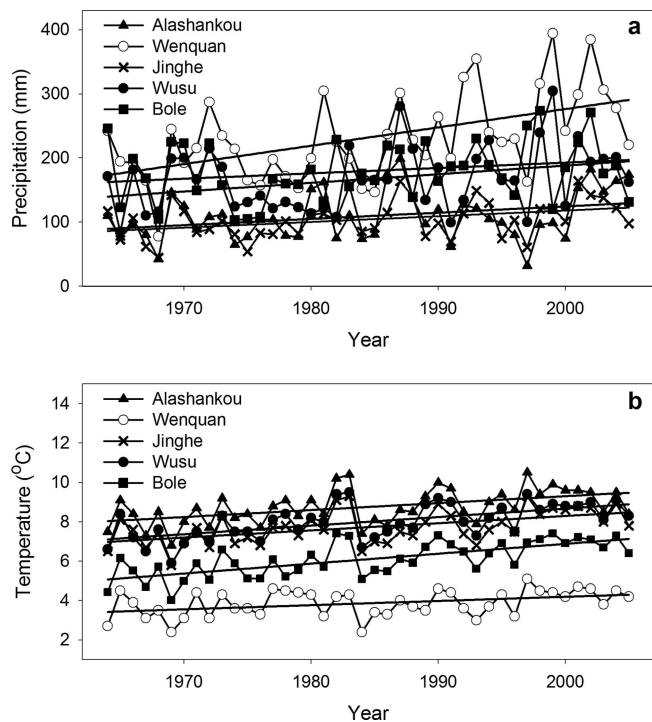 a
Alashankou
Wenquan
Jinghe
Wusu
Bole
Precipitation (mm)
400
300
200
100
0
1970
1980
1990
2000
Year
b
Alashankou
Wenquan
Jinghe
Wusu
Bole
Temperature (°C)
14
12
10
8
6
4
2
1970
1980
1990
2000
Year